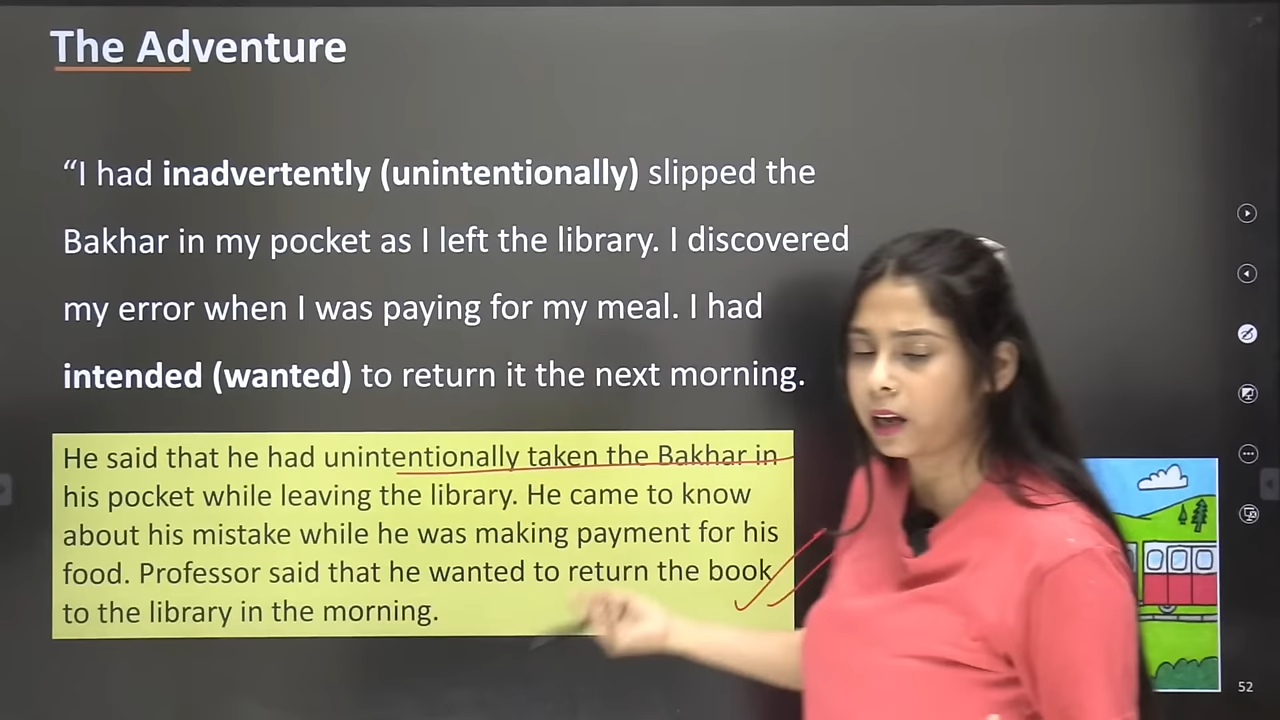 The Adventure
“I had inadvertently (unintentionally) slipped the
Bakhar in my pocket as I left the library. I discovered
my error when I was paying for my meal. I had
intended (wanted) to return it the next morning.
He said that he had unintentionally taken the Bakhar in
his pocket while leaving the library. He came to know
about his mistake while he was making payment for his
food. Professor said that he wanted to return the book
to the library in the morning.
52